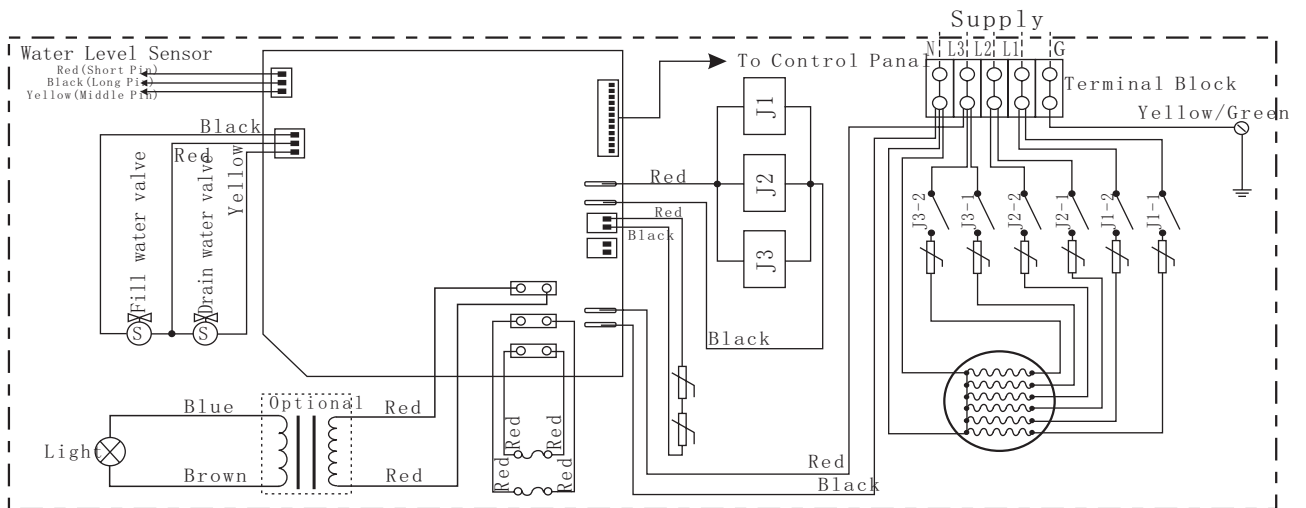 Supply
N L3 L2 L1 G
Water Level Sensor
Red(Short Pin)
Black(Long Pin)
Yellow(Middle Pin)
To Control Panal
Terminal Block
Yellow/Green
Black
Red
Yellow
Fill water valve
Drain water valve
S
S
J1
J2
J3
Red
Red
Black
Black
J3-2
J3-1
J2-2
J2-1
J1-2
J1-1
Optional
Blue
Brown
Light
Red
Red
Red
Red
Red
Red
Red
Black